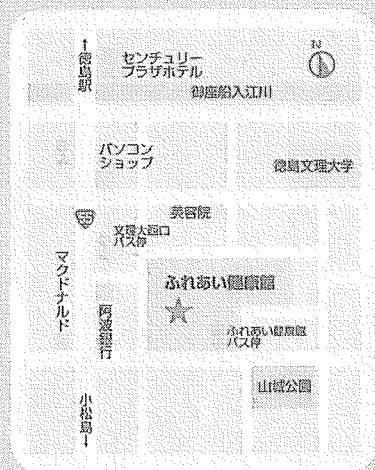 ↑徳島駅
センチュリー
プラザホテル
N
御座船入江川
パソコン
ショップ
徳島文理大学
美容院
文理大西口
バス停
マクドナルド
ふれあい健康館
阿波銀行
ふれあい健康館
バス停
山城公園
小松島↓